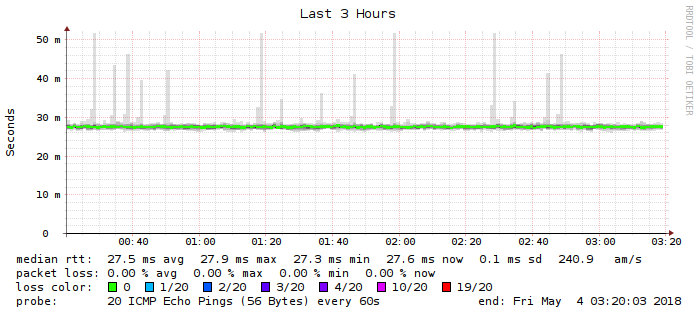 Last 3 Hours
RRDTOOL / TOBI OETIKER
Seconds
50 m
40 m
30 m
20 m
10 m
0
00:40 01:00 01:20 01:40 02:00 02:20 02:40 03:00 03:20
median rtt: 27.5 ms avg 27.9 ms max 27.3 ms min 27.6 ms now 0.1 ms sd 240.9 am/s
packet loss: 0.00 % avg 0.00 % max 0.00 % min 0.00 % now
loss color: 0 1/20 2/20 3/20 4/20 10/20 19/20
probe: 20 ICMP Echo Pings (56 Bytes) every 60s end: Fri May 4 03:20:03 2018